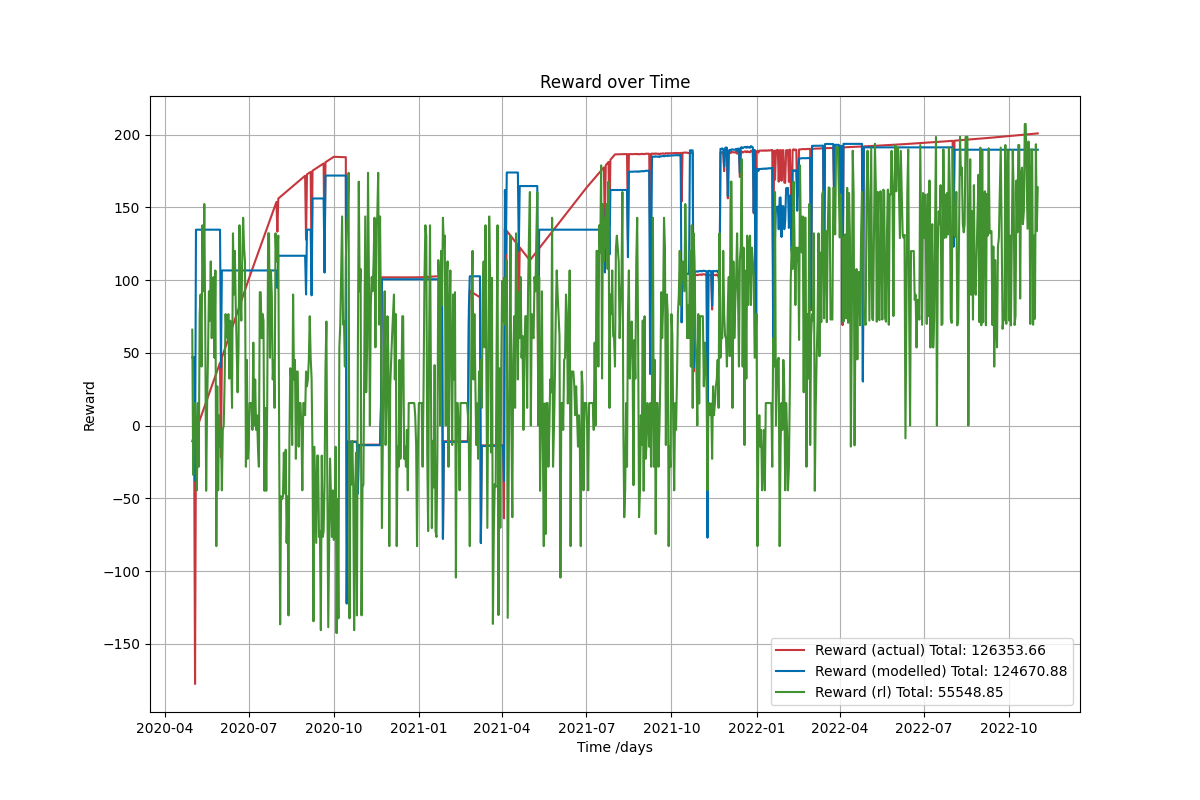 Reward over Time
Reward
200
150
100
50
0
−50
−100
−150
2020-04 2020-07 2020-10 2021-01 2021-04 2021-07 2021-10 2022-01 2022-04 2022-07 2022-10
Time /days
Reward (actual) Total: 126353.66
Reward (modelled) Total: 124670.88
Reward (rl) Total: 55548.85